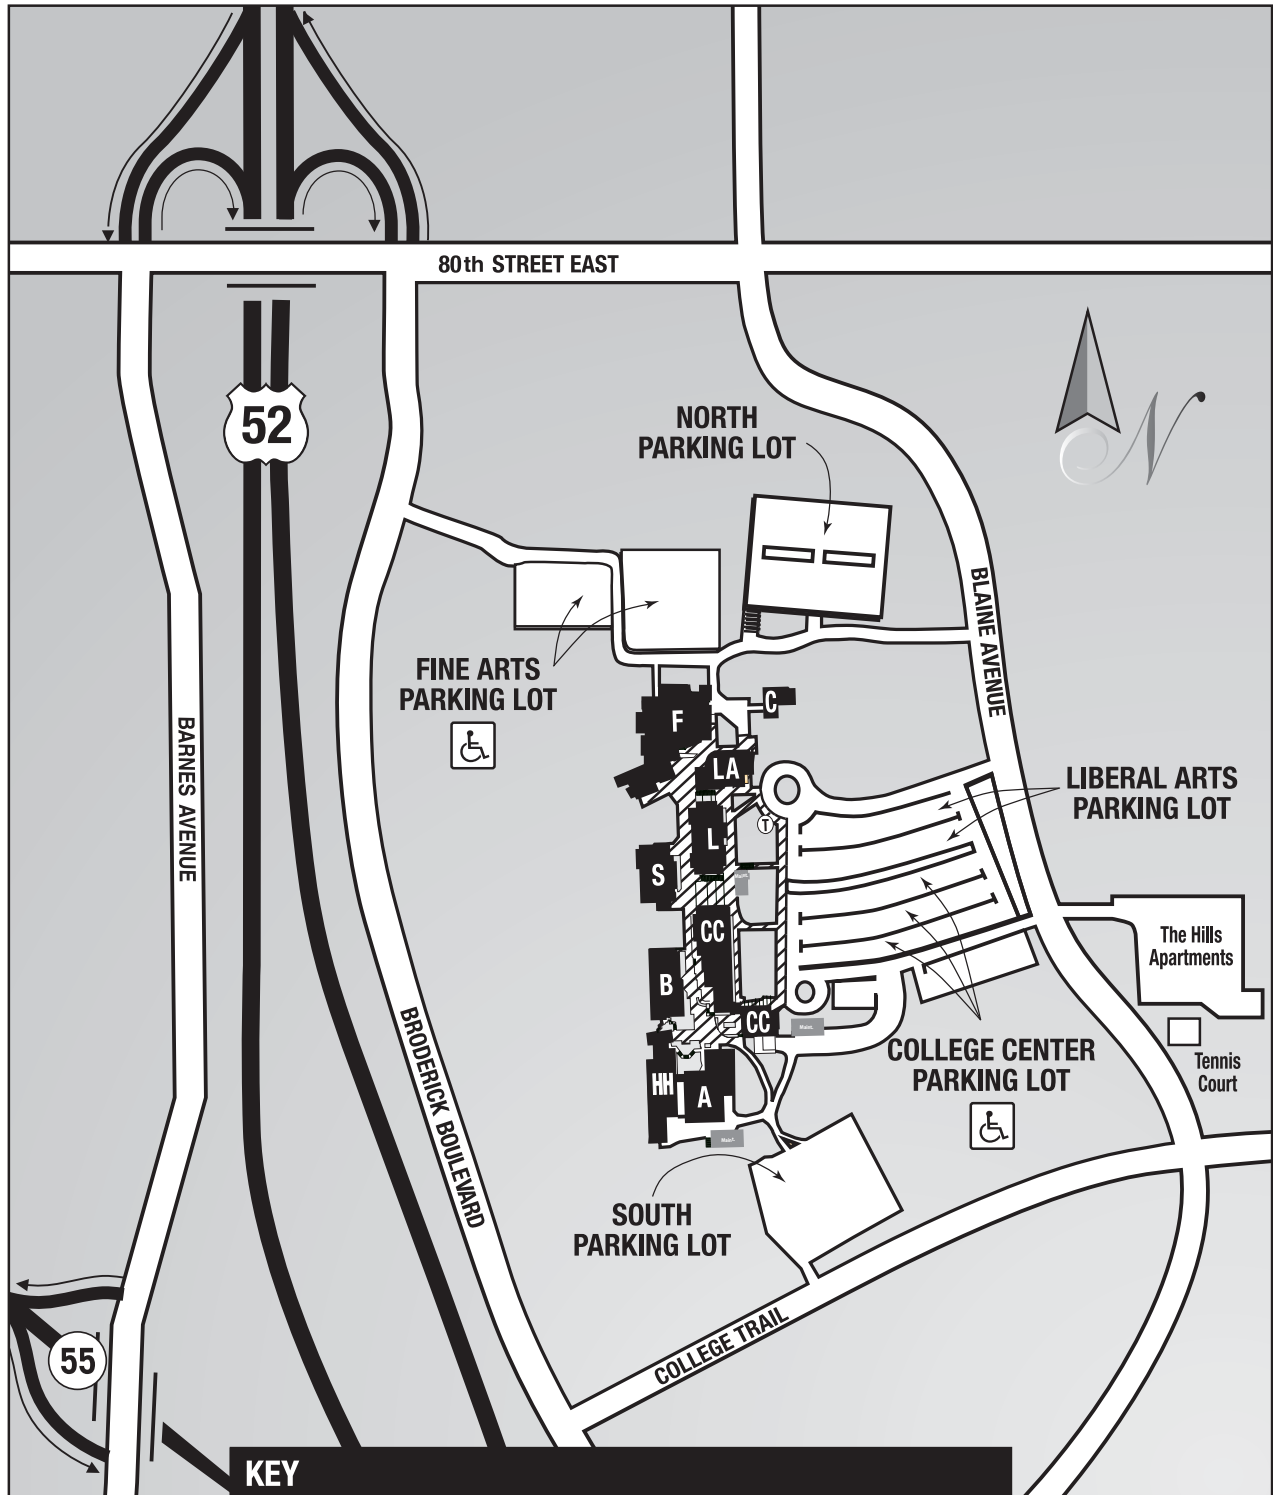 80th STREET EAST
52
NORTH
PARKING LOT
N
BLAINE AVENUE
FINE ARTS
PARKING LOT
F
C
LA
BARNES AVENUE
LIBERAL ARTS
PARKING LOT
T
L
S
CC
The Hills
Apartments
B
CC
Maint.
BRODERICK BOULEVARD
COLLEGE CENTER
PARKING LOT
Tennis
Court
HH
A
Maint.
SOUTH
PARKING LOT
COLLEGE TRAIL
55
KEY